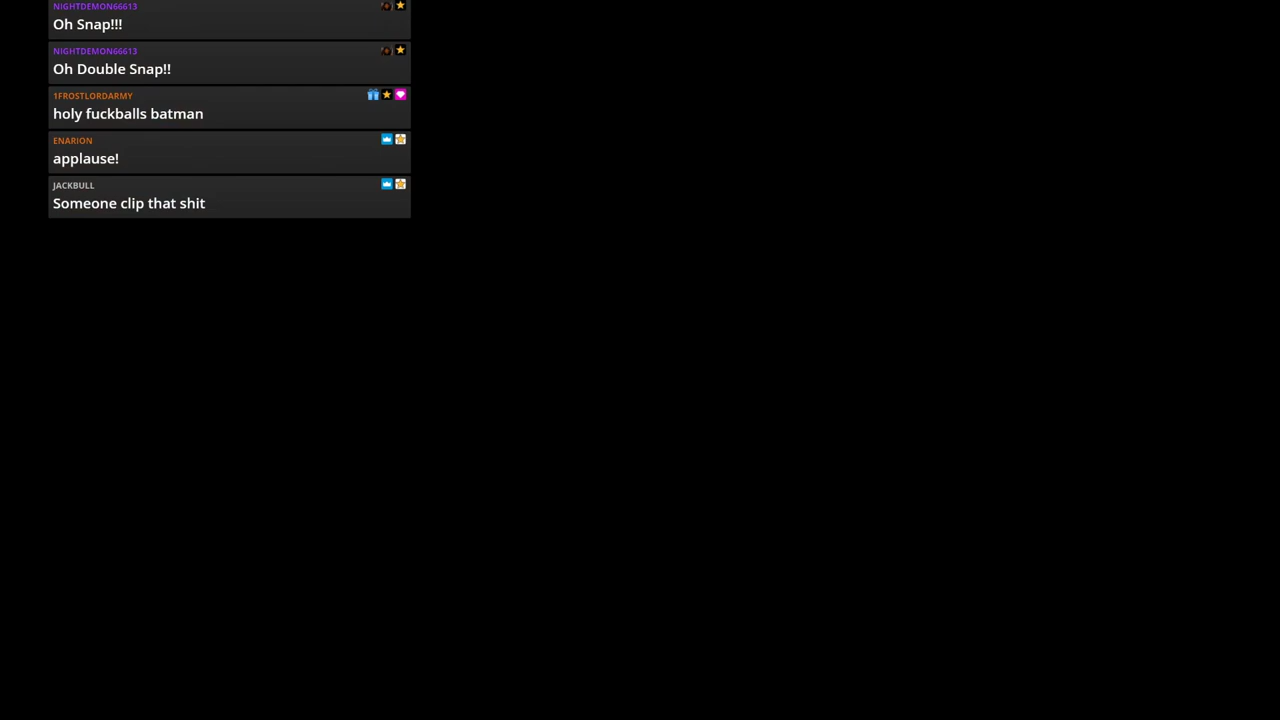 NIGHTDEMON66613
Oh Snap!!!
NIGHTDEMON66613
Oh Double Snap!!
1FROSTLORDARMY
holy fuckballs batman
ENARION
applause!
JACKBULL
Someone clip that shit